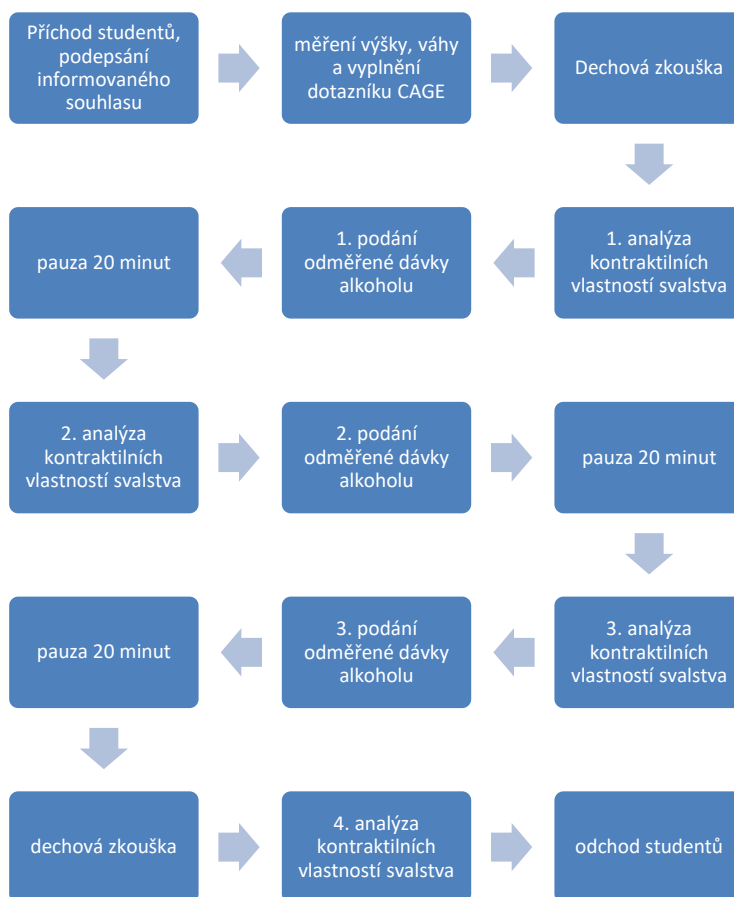 Příchod studentů,
podepsání
informovaného
souhlasu
měření výšky, váhy
a vyplnění
dotazníku CAGE
Dechová zkouška
1. analýza
kontraktilních
vlastností svalstva
1. podání
odměřené dávky
alkoholu
pauza 20 minut
2. analýza
kontraktilních
vlastností svalstva
2. podání
odměřené dávky
alkoholu
pauza 20 minut
3. analýza
kontraktilních
vlastností svalstva
3. podání
odměřené dávky
alkoholu
pauza 20 minut
dechová zkouška
4. analýza
kontraktilních
vlastností svalstva
odchod studentů